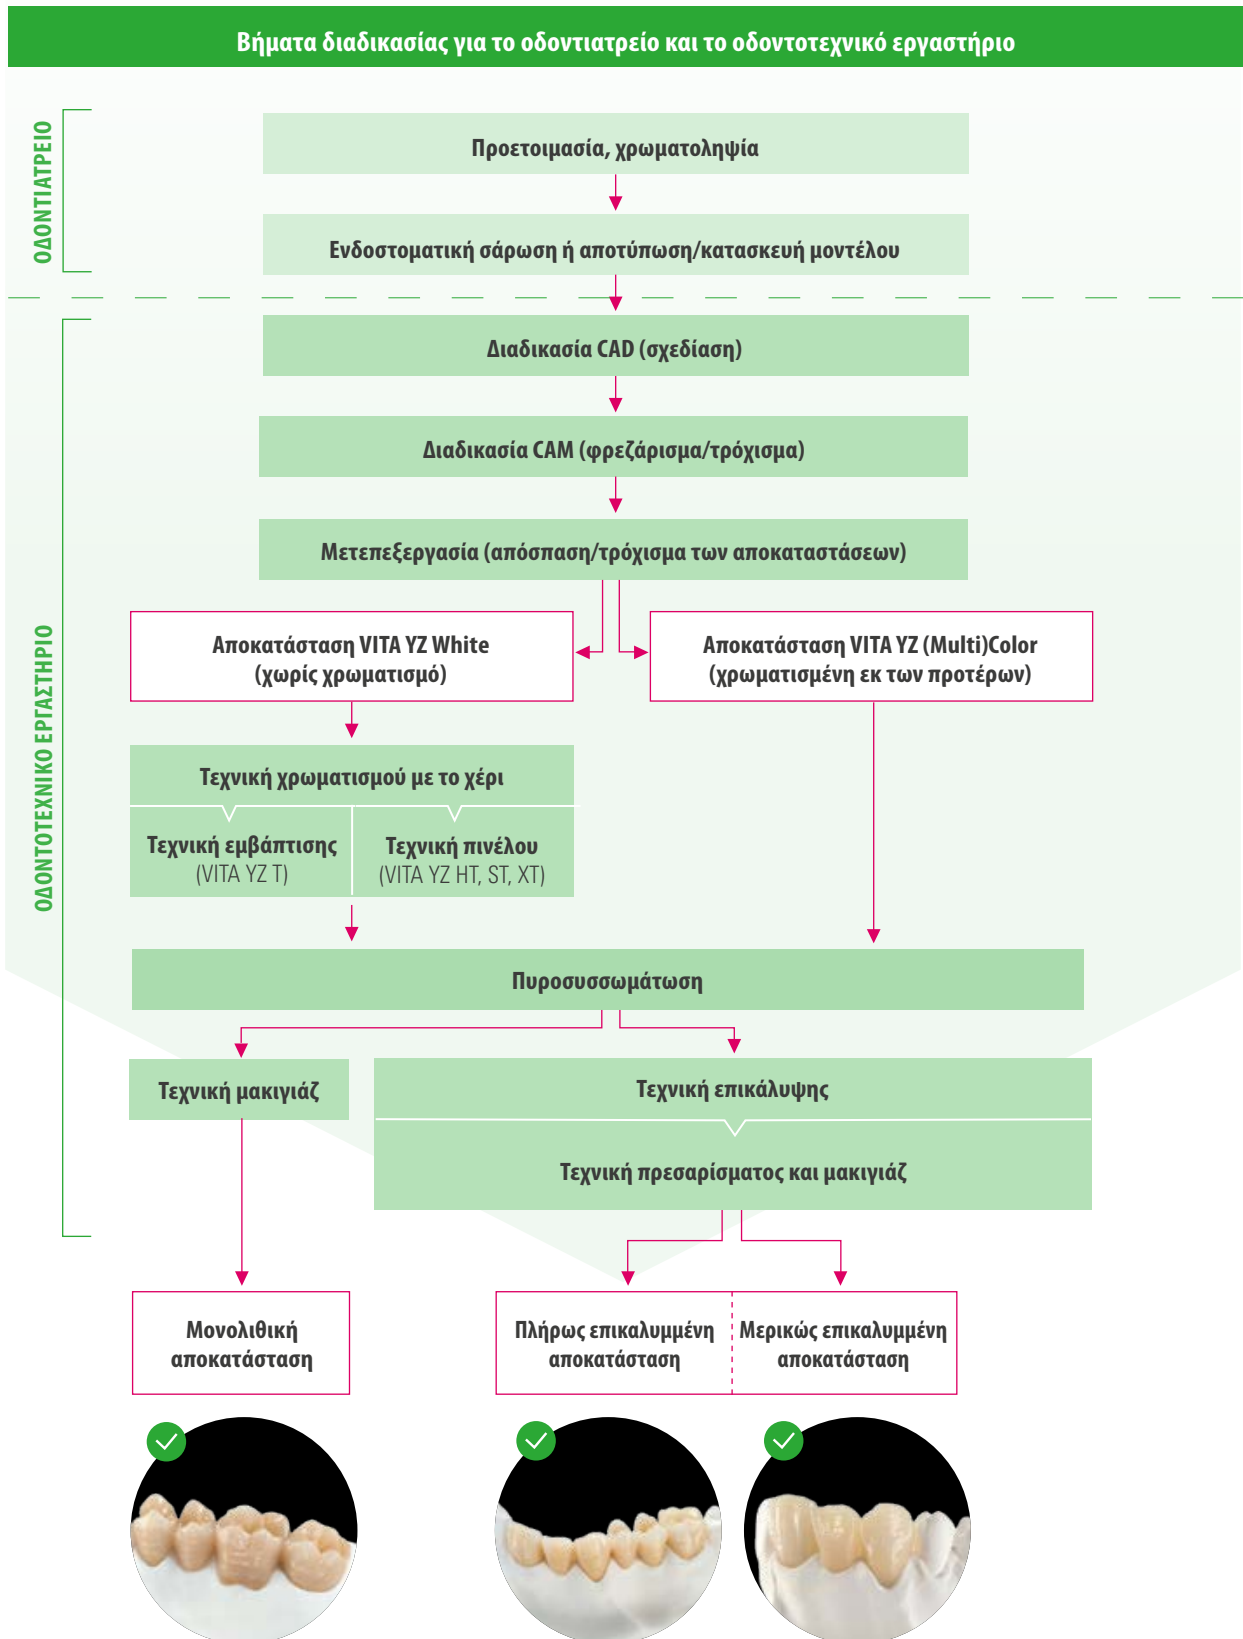 Βήματα διαδικασίας για το οδοντιατρείο και το οδοντοτεχνικό εργαστήριο
ΟΔΟΝΤΙΑΤΡΕΙΟ
Προετοιμασία, χρωματοληψία
Ενδοστοματική σάρωση ή αποτύπωση/κατασκευή μοντέλου
ΟΔΟΝΤΟΤΕΧΝΙΚΟ ΕΡΓΑΣΤΗΡΙΟ
Διαδικασία CAD (σχεδίαση)
Διαδικασία CAM (φρεζάρισμα/τρόχισμα)
Μετεπεξεργασία (απόσπαση/τρόχισμα των αποκαταστάσεων)
Αποκατάσταση VITA YZ White
(χωρίς χρωματισμό)
Αποκατάσταση VITA YZ (Multi)Color
(χρωματισμένη εκ των προτέρων)
Τεχνική χρωματισμού με το χέρι
Τεχνική εμβάπτισης
(VITA YZ T)
Τεχνική πινέλου
(VITA YZ HT, ST, XT)
Πυροσυσσωμάτωση
Τεχνική μακιγιάζ
Τεχνική επικάλυψης
Τεχνική πρεσαρίσματος και μακιγιάζ
Μονολιθική
αποκατάσταση
Πλήρως επικαλυμμένη
αποκατάσταση
Μερικώς επικαλυμμένη
αποκατάσταση